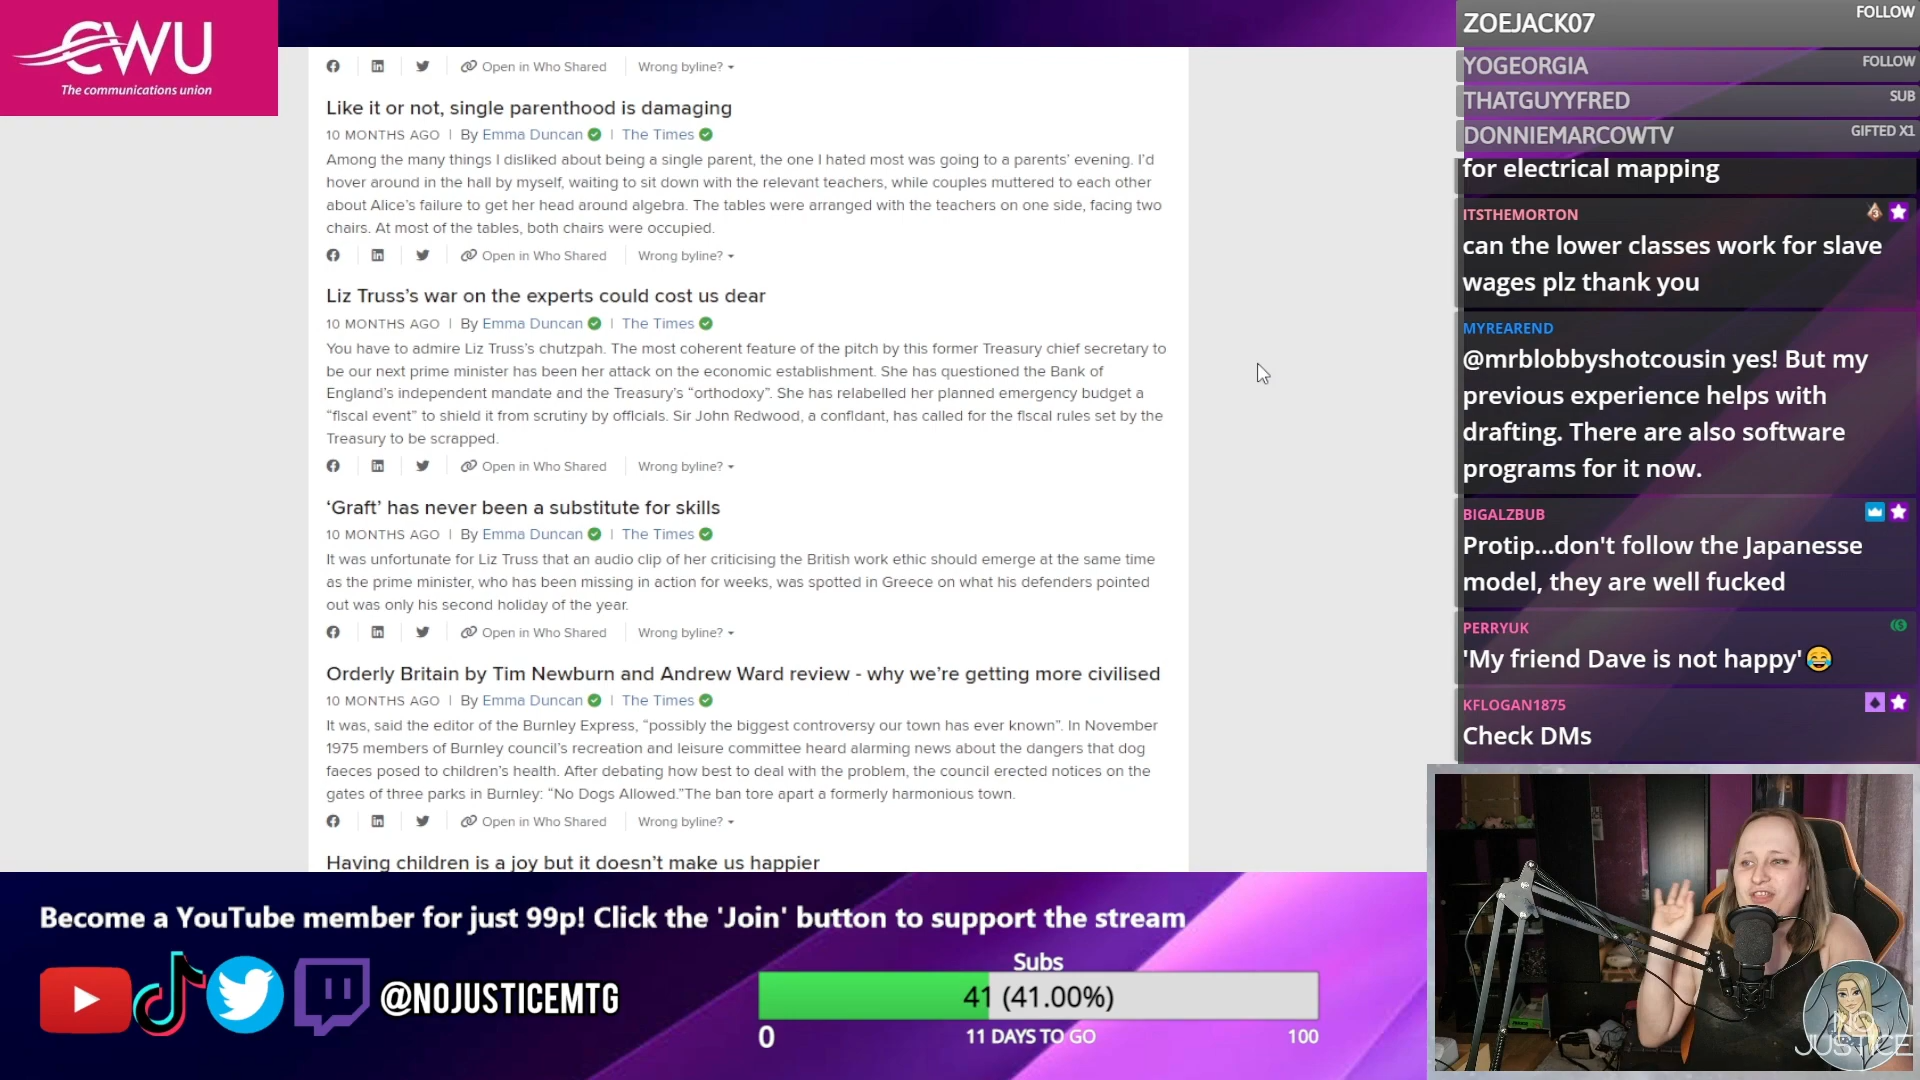 CWU
The communications union
Open in Who Shared Wrong byline?
Like it or not, single parenthood is damaging
10 MONTHS AGO | By Emma Duncan | The Times
Among the many things I disliked about being a single parent, the one I hated most was going to a parents’ evening. I’d
hover around in the hall by myself, waiting to sit down with the relevant teachers, while couples muttered to each other
about Alice’s failure to get her head around algebra. The tables were arranged with the teachers on one side, facing two
chairs. At most of the tables, both chairs were occupied.
Open in Who Shared Wrong byline?
Liz Truss’s war on the experts could cost us dear
10 MONTHS AGO | By Emma Duncan | The Times
You have to admire Liz Truss’s chutzpah. The most coherent feature of the pitch by this former Treasury chief secretary to
be our next prime minister has been her attack on the economic establishment. She has questioned the Bank of
England’s independent mandate and the Treasury’s “orthodoxy”. She has relabelled her planned emergency budget a
“fiscal event” to shield it from scrutiny by officials. Sir John Redwood, a confidant, has called for the fiscal rules set by the
Treasury to be scrapped.
Open in Who Shared Wrong byline?
‘Graft’ has never been a substitute for skills
10 MONTHS AGO | By Emma Duncan | The Times
It was unfortunate for Liz Truss that an audio clip of her criticising the British work ethic should emerge at the same time
as the prime minister, who has been missing in action for weeks, was spotted in Greece on what his defenders pointed
out was only his second holiday of the year.
Open in Who Shared Wrong byline?
Orderly Britain by Tim Newburn and Andrew Ward review - why we’re getting more civilised
10 MONTHS AGO | By Emma Duncan | The Times
It was, said the editor of the Burnley Express, “possibly the biggest controversy our town has ever known”. In November
1975 members of Burnley council’s recreation and leisure committee heard alarming news about the dangers that dog
faeces posed to children’s health. After debating how best to deal with the problem, the council erected notices on the
gates of three parks in Burnley: “No Dogs Allowed.”The ban tore apart a formerly harmonious town.
Open in Who Shared Wrong byline?
Having children is a joy but it doesn’t make us happier
ZOEJACK07 FOLLOW
YOGEORGIA FOLLOW
THATGUYYFRED SUB
DONNIEMARCOWTV GIFTED X1
for electrical mapping
ITSTHEMORTON
can the lower classes work for slave
wages plz thank you
MYREAREND
@mrblobbyshotcousin yes! But my
previous experience helps with
drafting. There are also software
programs for it now.
BIGALZBUB
Protip...don't follow the Japanesse
model, they are well fucked
PERRYUK
'My friend Dave is not happy'😂
KFLOGAN1875
Check DMs
Become a YouTube member for just 99p! Click the 'Join' button to support the stream
@NOJUSTICEMTG
Subs
41 (41.00%)
0 11 DAYS TO GO 100
NO
JUSTICE